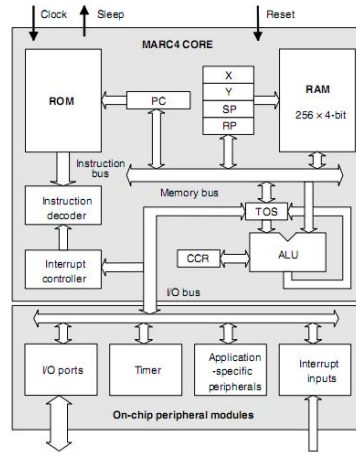 Clock
Sleep
Reset
MARC4 CORE
ROM
PC
X
Y
SP
RP
RAM
256 × 4-bit
Instruction
bus
Memory bus
Instruction
decoder
TOS
CCR
ALU
Interrupt
controller
I/O bus
I/O ports
Timer
Application
-specific
peripherals
Interrupt
inputs
On-chip peripheral modules